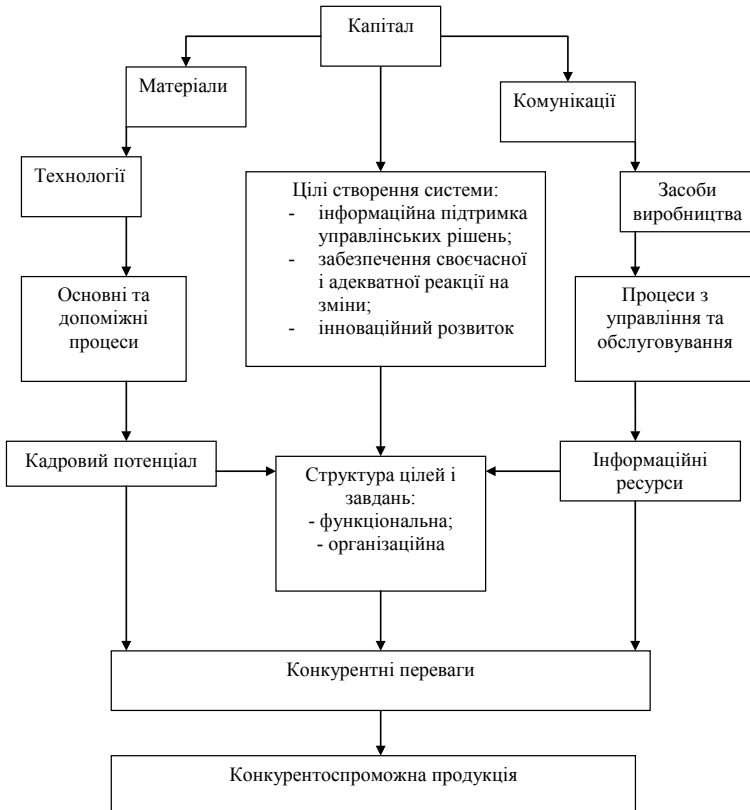 Капітал
Матеріали
Комунікації
Технології
Цілі створення системи:
- інформаційна підтримка
управлінських рішень;
- забезпечення своєчасної
і адекватної реакції на
зміни;
- інноваційний розвиток
Засоби
виробництва
Основні та
допоміжні
процеси
Процеси з
управління та
обслуговування
Кадровий потенціал
Структура цілей і
завдань:
- функціональна;
- організаційна
Інформаційні
ресурси
Конкурентні переваги
Конкурентоспроможна продукція